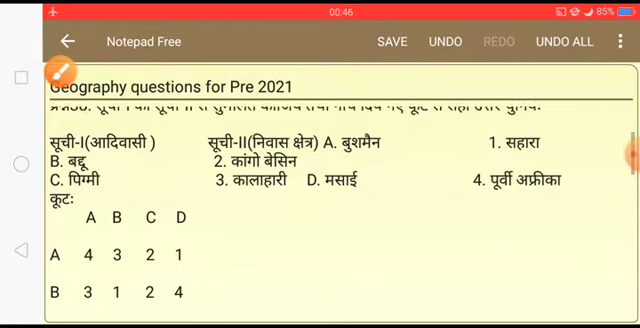 00:46
85%
Notepad Free SAVE UNDO REDO UNDO ALL
Geography questions for Pre 2021
सूची-I(आदिवासी ) सूची-II(निवास क्षेत्र) A. बुशमैन 1. सहारा
B. बद्दू 2. कांगो बेसिन
C. पिग्मी 3. कालाहारी D. मसाई 4. पूर्वी अफ्रीका
कूटः
A B C D
A 4 3 2 1
B 3 1 2 4